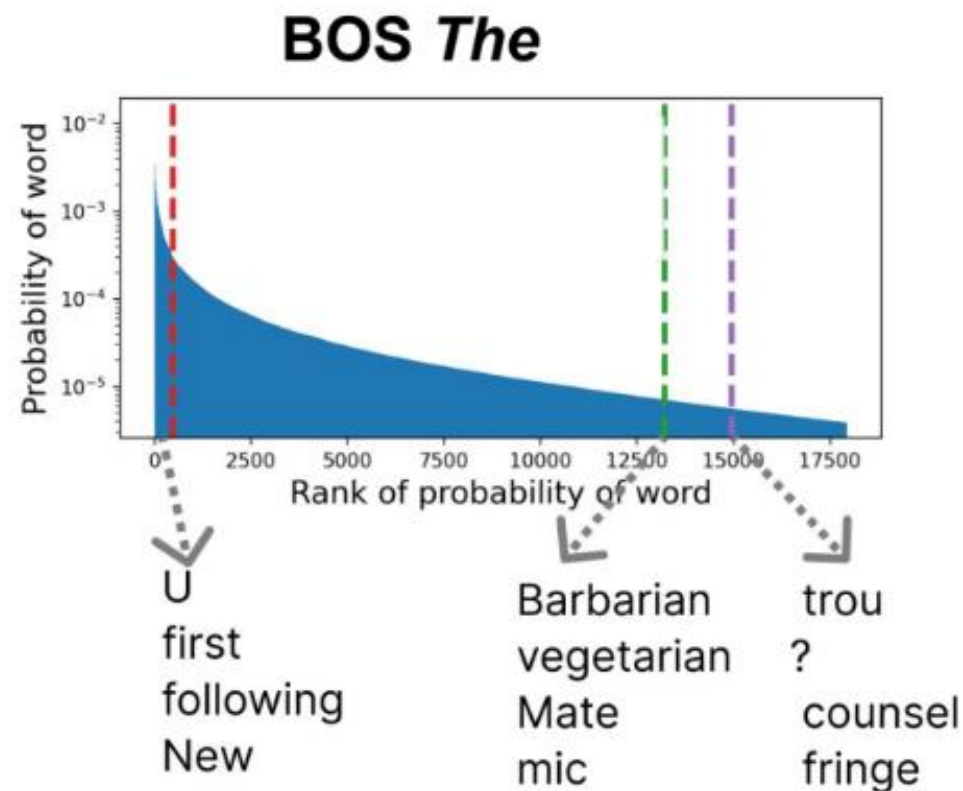 BOS The
Probability of word
10⁻²
10⁻³
10⁻⁴
10⁻⁵
0 2500 5000 7500 10000 12500 15000 17500
Rank of probability of word
U
first
following
New
Barbarian
vegetarian
Mate
mic
trou
?
counsel
fringe